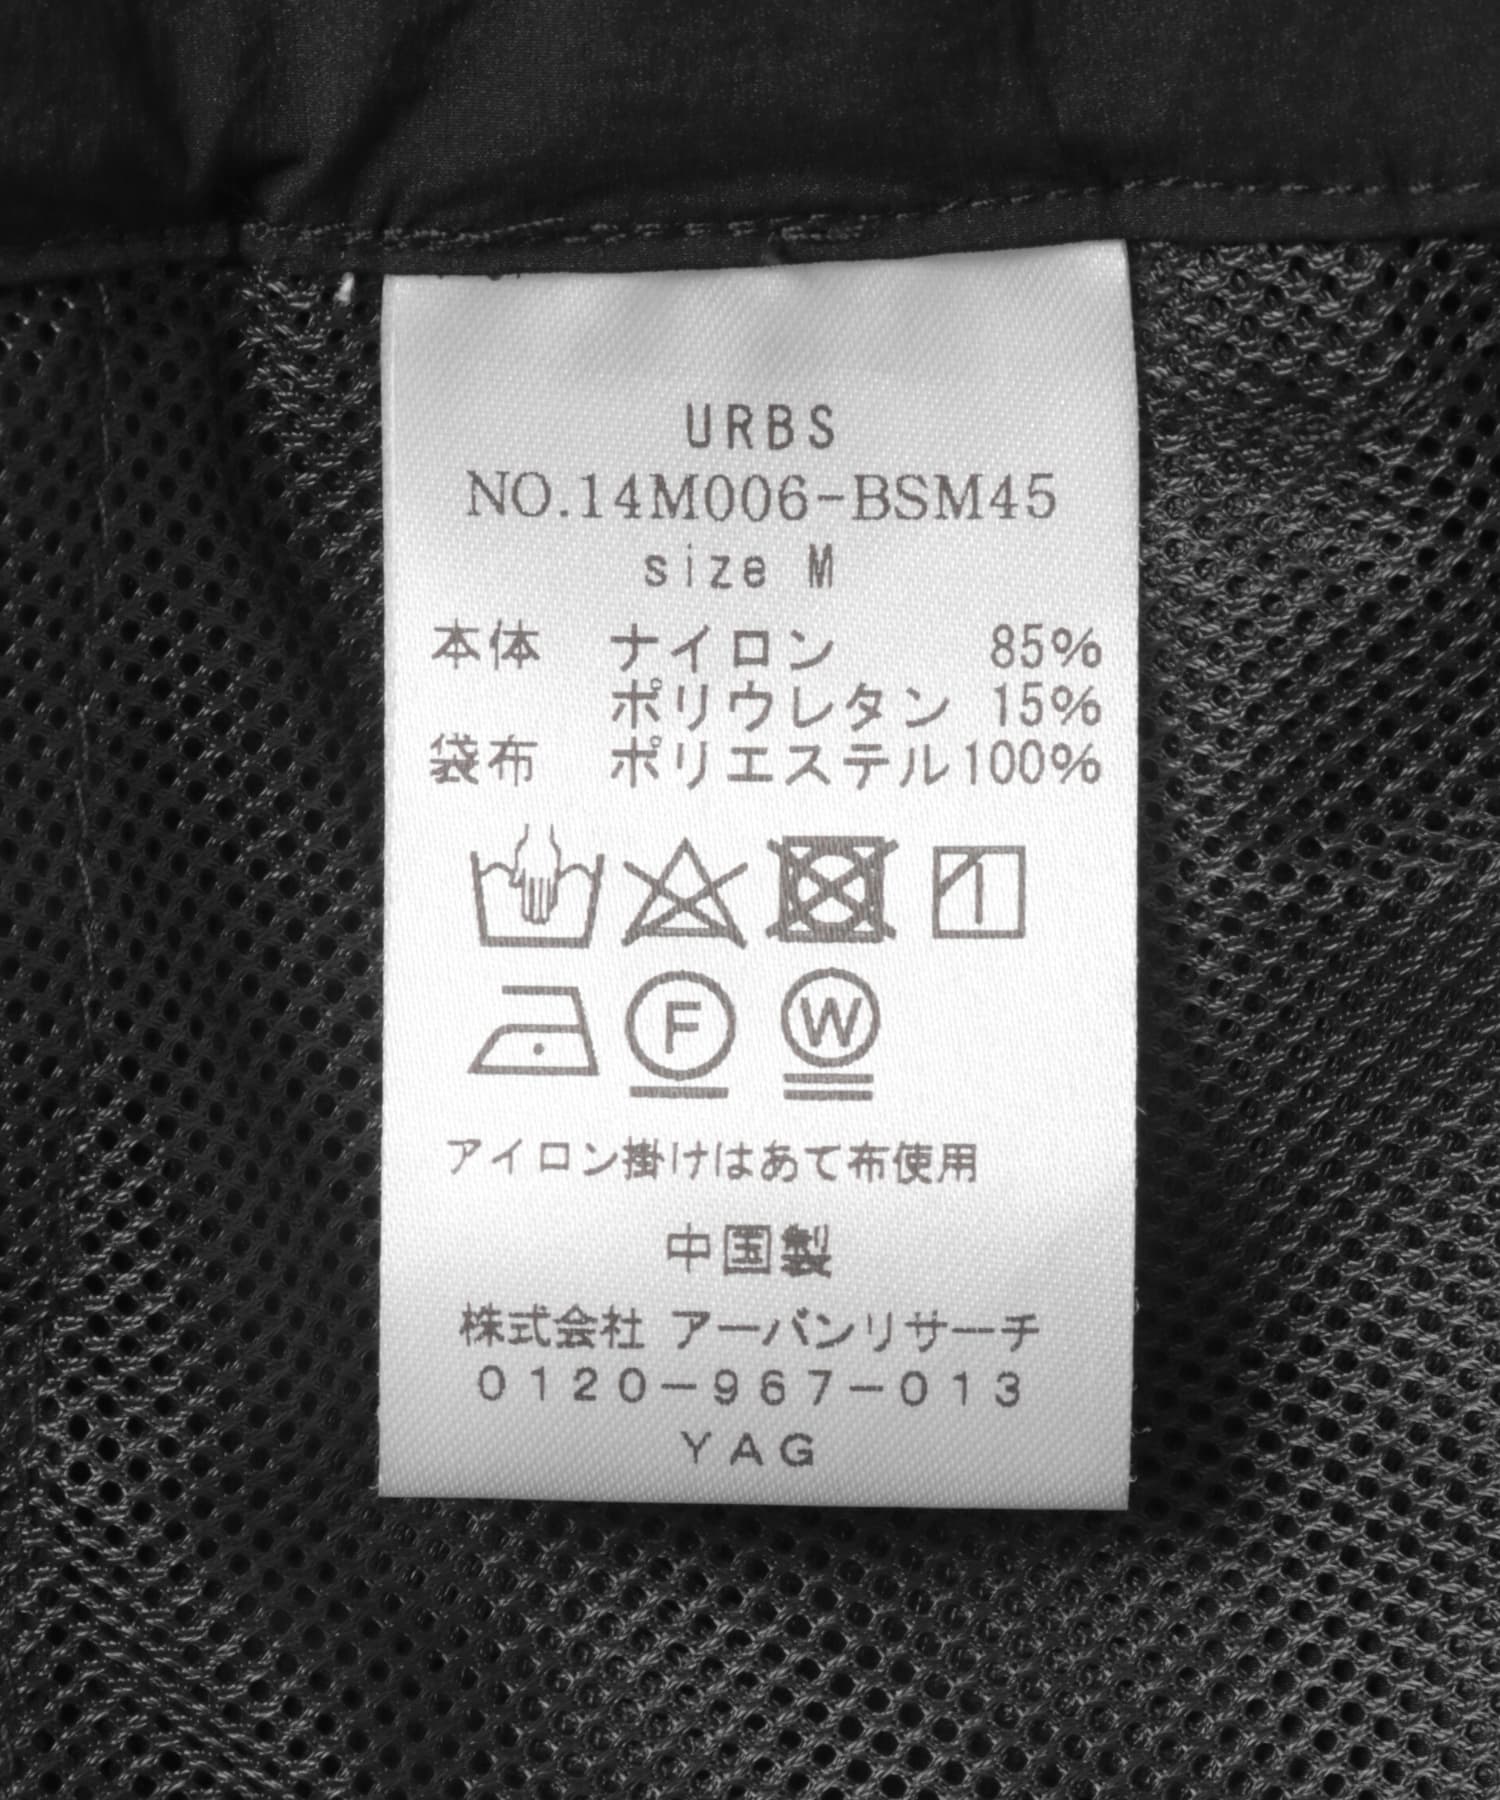 URBS
NO.14M006-BSM45
size M
本体 ナイロン 85%
ポリウレタン 15%
袋布 ポリエステル100%
F W
アイロン掛けはあて布使用
中国製
株式会社 アーバンリサーチ
0120-967-013
YAG